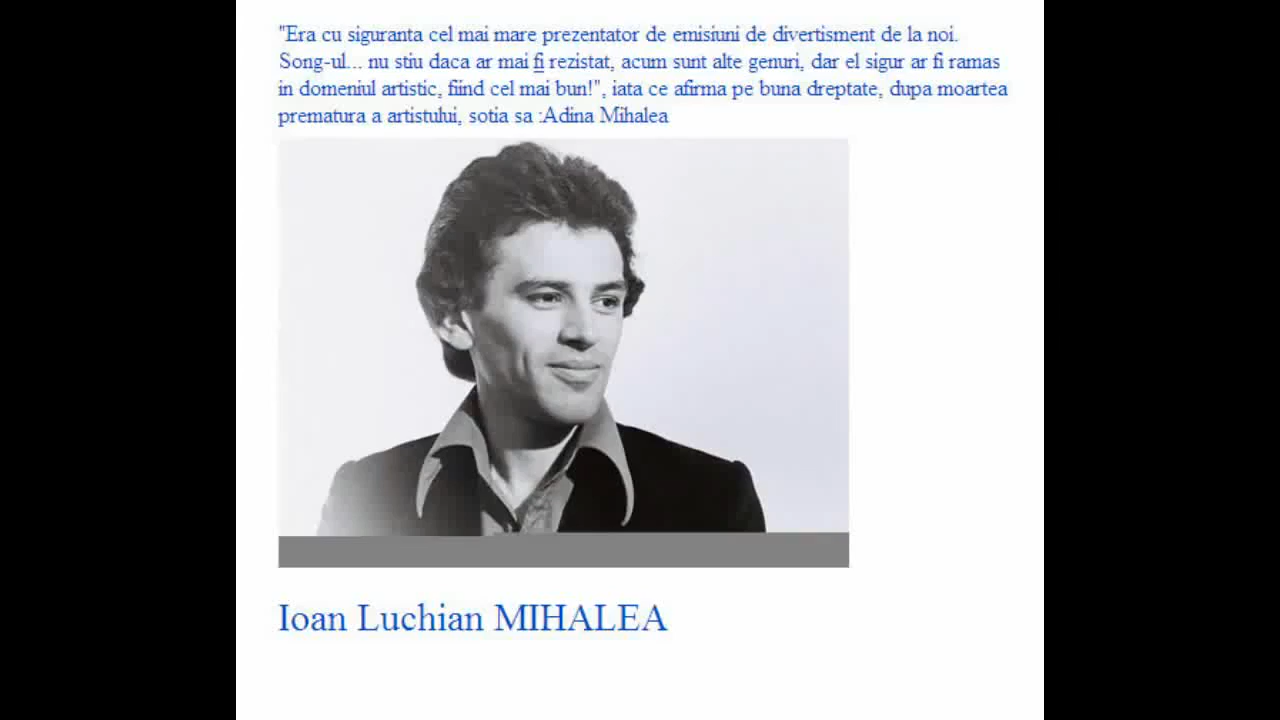 "Era cu siguranta cel mai mare prezentator de emisiuni de divertisment de la noi.
Song-ul... nu stiu daca ar mai fi rezistat, acum sunt alte genuri, dar el sigur ar fi ramas
in domeniul artistic, fiind cel mai bun!", iata ce afirma pe buna dreptate, dupa moartea
prematura a artistului, sotia sa :Adina Mihalea
Ioan Luchian MIHALEA